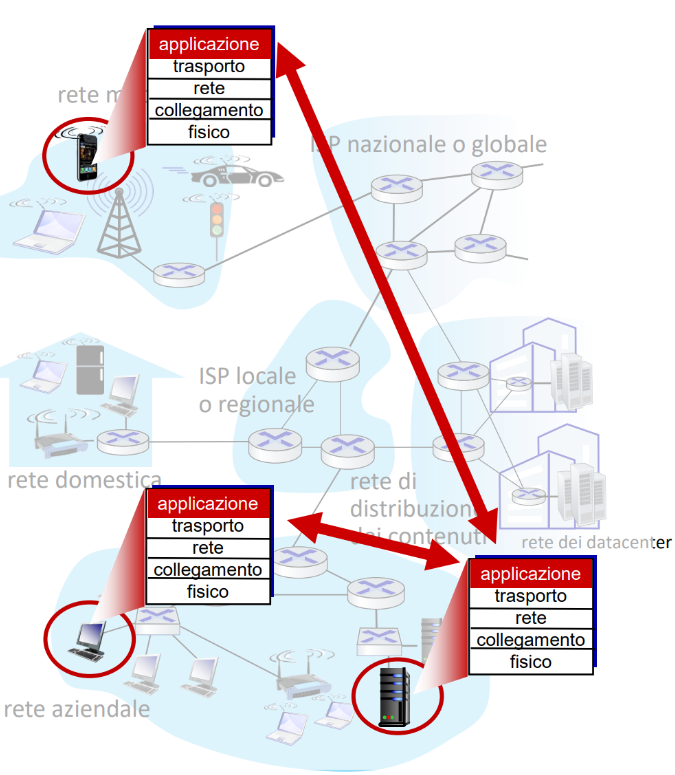 applicazione
trasporto
rete
collegamento
fisico
rete
ISP nazionale o globale
ISP locale
o regionale
rete domestica
rete di
distribuzione
dei contenuti
rete dei datacenter
applicazione
trasporto
rete
collegamento
fisico
applicazione
trasporto
rete
collegamento
fisico
rete aziendale